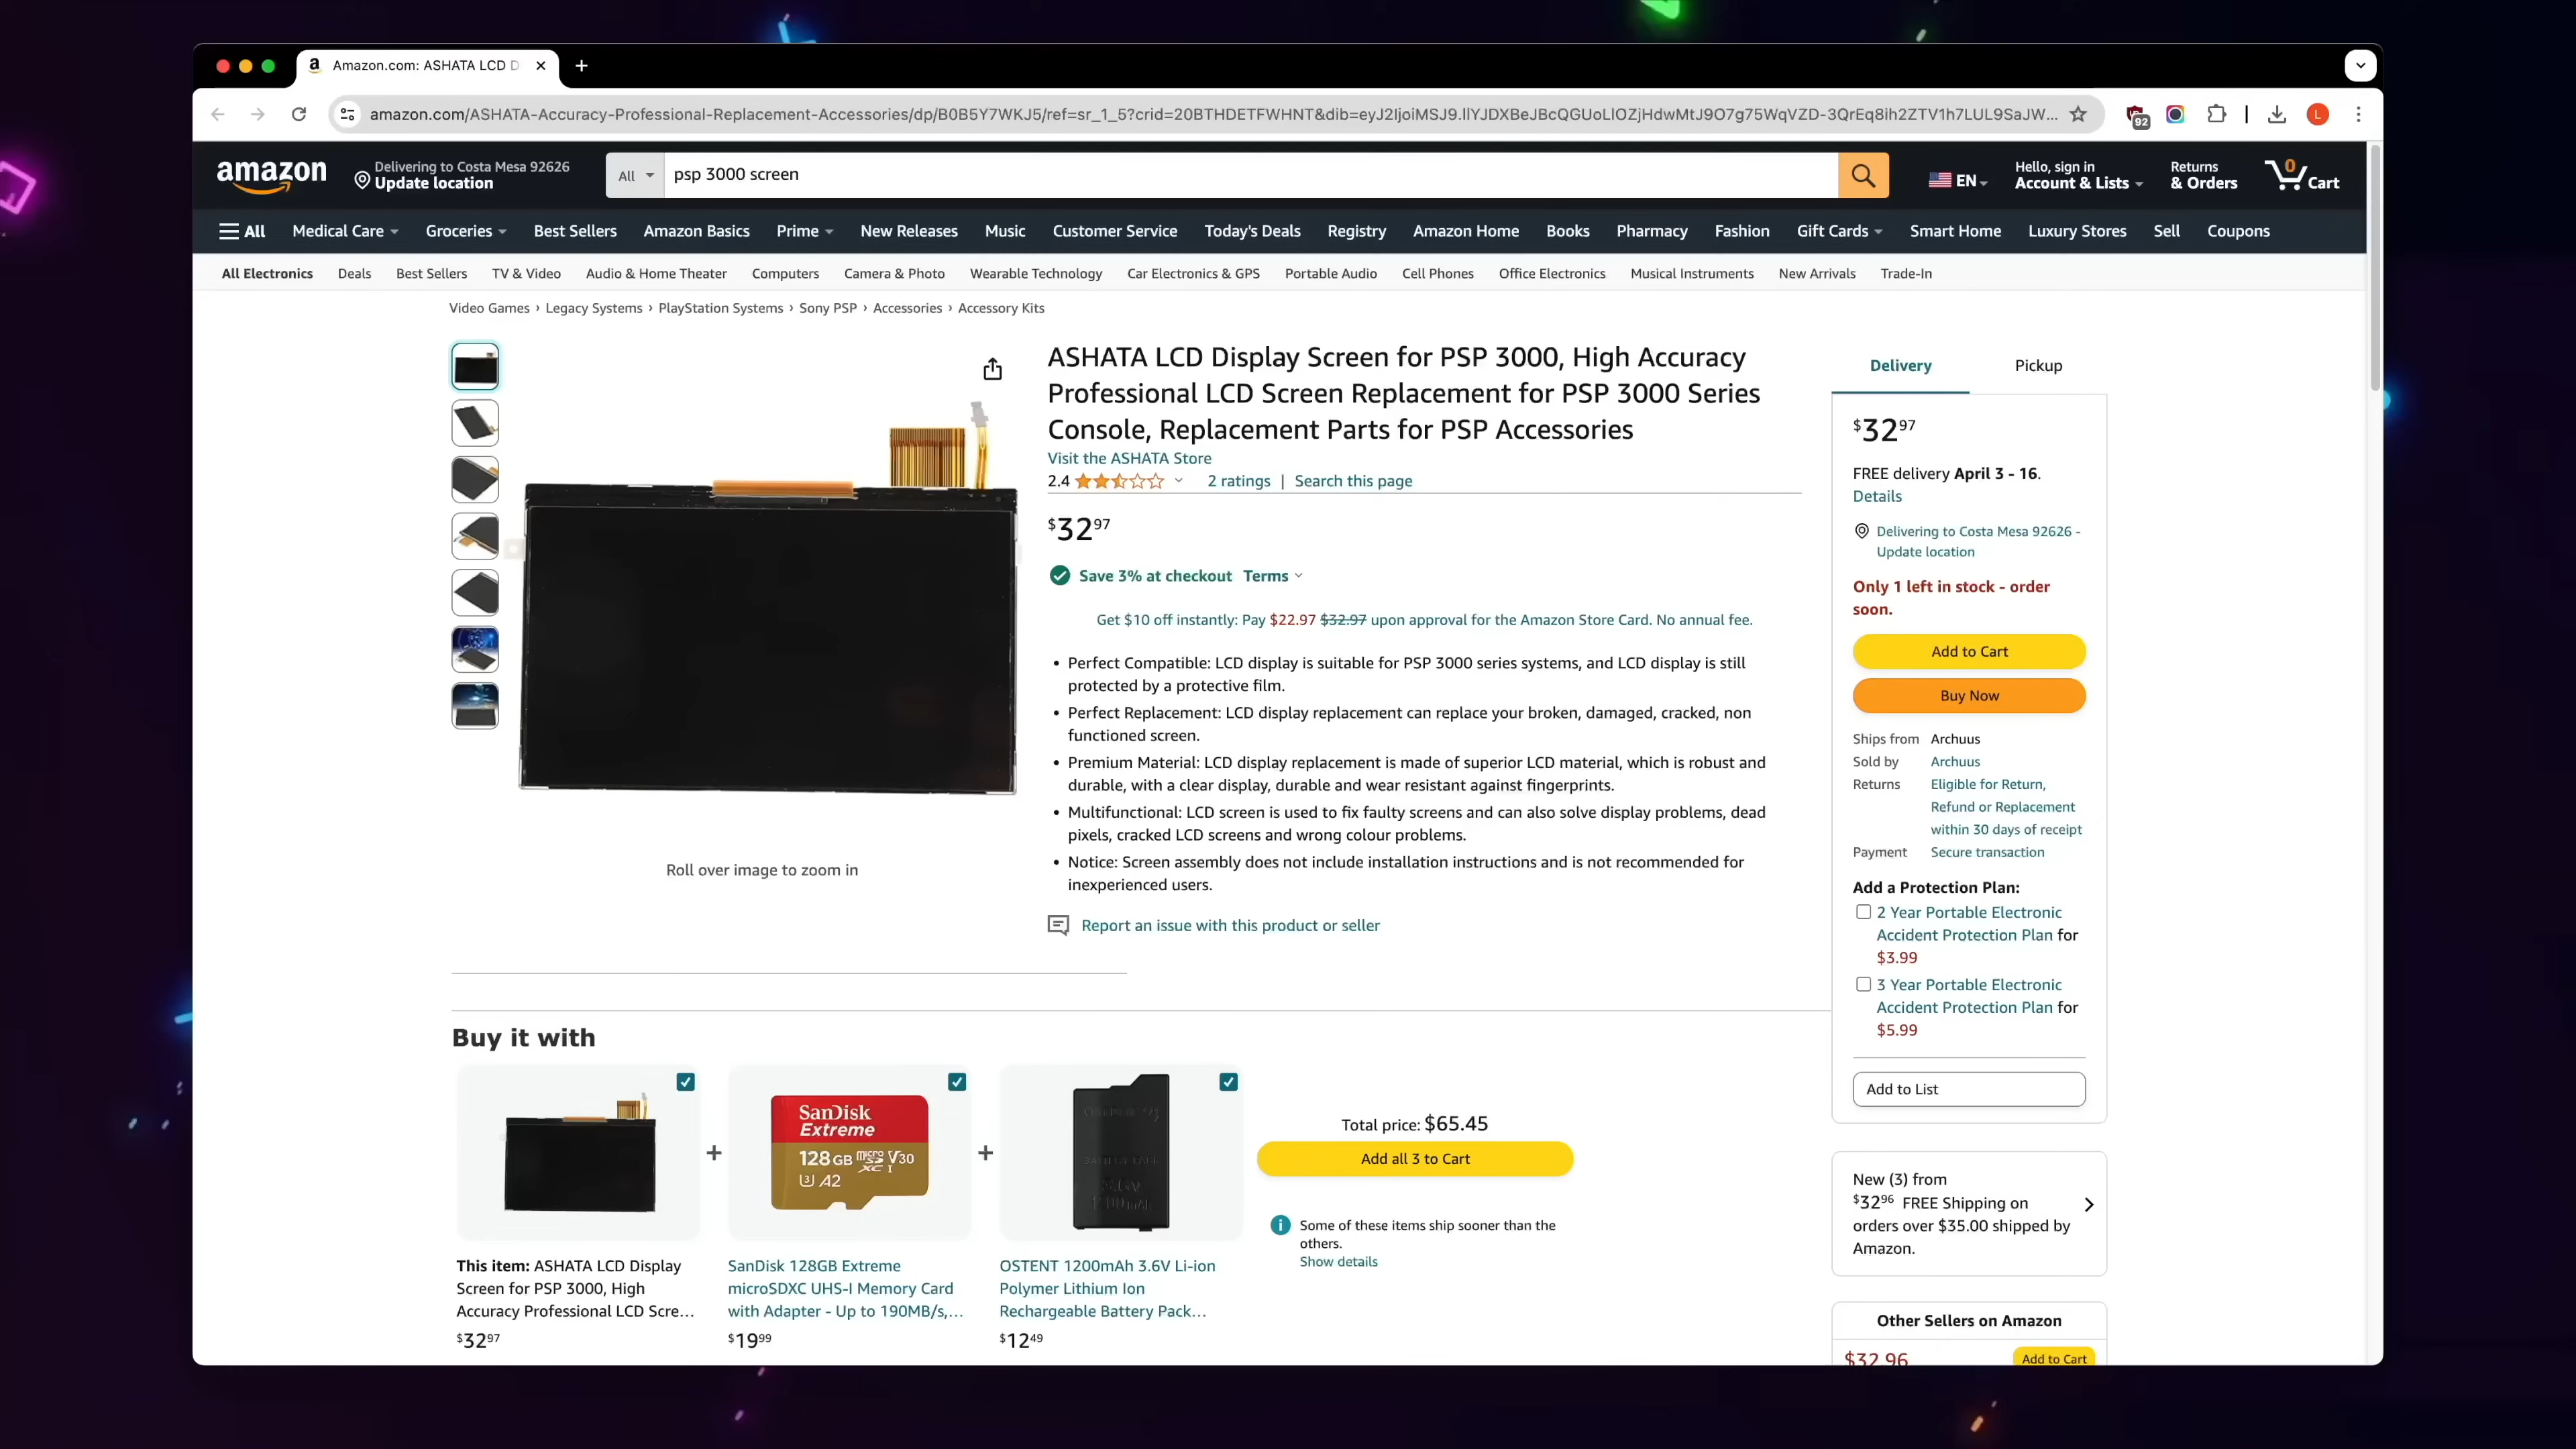 Amazon.com: ASHATA LCD D
amazon.com/ASHATA-Accuracy-Professional-Replacement-Accessories/dp/B0B5Y7WKJ5/ref=sr_1_5?crid=20BTHDETFWHNT&dib=eyJ2IjoiMSJ9.llYJDXBeJBcQGUoLlOZjHdwMtJ9O7g75WqVZD-3QrEq8ih2ZTV1h7LUL9SaJW...
92
L
amazon
Delivering to Costa Mesa 92626
Update location
All
psp 3000 screen
EN
Hello, sign in
Account & Lists
Returns
& Orders
0
Cart
All Medical Care Groceries Best Sellers Amazon Basics Prime New Releases Music Customer Service Today's Deals Registry Amazon Home Books Pharmacy Fashion Gift Cards Smart Home Luxury Stores Sell Coupons
All Electronics Deals Best Sellers TV & Video Audio & Home Theater Computers Camera & Photo Wearable Technology Car Electronics & GPS Portable Audio Cell Phones Office Electronics Musical Instruments New Arrivals Trade-In
Video Games › Legacy Systems › PlayStation Systems › Sony PSP › Accessories › Accessory Kits
Roll over image to zoom in
ASHATA LCD Display Screen for PSP 3000, High Accuracy
Professional LCD Screen Replacement for PSP 3000 Series
Console, Replacement Parts for PSP Accessories
Visit the ASHATA Store
2.4 2 ratings | Search this page
$32 97
Save 3% at checkout Terms
Get $10 off instantly: Pay $22.97 $32.97 upon approval for the Amazon Store Card. No annual fee.
• Perfect Compatible: LCD display is suitable for PSP 3000 series systems, and LCD display is still
protected by a protective film.
• Perfect Replacement: LCD display replacement can replace your broken, damaged, cracked, non
functioned screen.
• Premium Material: LCD display replacement is made of superior LCD material, which is robust and
durable, with a clear display, durable and wear resistant against fingerprints.
• Multifunctional: LCD screen is used to fix faulty screens and can also solve display problems, dead
pixels, cracked LCD screens and wrong colour problems.
• Notice: Screen assembly does not include installation instructions and is not recommended for
inexperienced users.
Report an issue with this product or seller
Delivery Pickup
$32 97
FREE delivery April 3 - 16.
Details
Delivering to Costa Mesa 92626 -
Update location
Only 1 left in stock - order
soon.
Add to Cart
Buy Now
Ships from Archuus
Sold by Archuus
Returns Eligible for Return,
Refund or Replacement
within 30 days of receipt
Payment Secure transaction
Add a Protection Plan:
2 Year Portable Electronic
Accident Protection Plan for
$3.99
3 Year Portable Electronic
Accident Protection Plan for
$5.99
Add to List
New (3) from
$32 96 FREE Shipping on
orders over $35.00 shipped by
Amazon.
Other Sellers on Amazon
$32.96
Add to Cart
Buy it with
SanDisk
Extreme
128 GB micro SD XC I V30
U3 A2
+
+
Total price: $65.45
Add all 3 to Cart
Some of these items ship sooner than the
others.
Show details
This item: ASHATA LCD Display
Screen for PSP 3000, High
Accuracy Professional LCD Scre...
$32 97
SanDisk 128GB Extreme
microSDXC UHS-I Memory Card
with Adapter - Up to 190MB/s,...
$19 99
OSTENT 1200mAh 3.6V Li-ion
Polymer Lithium Ion
Rechargeable Battery Pack...
$12 49